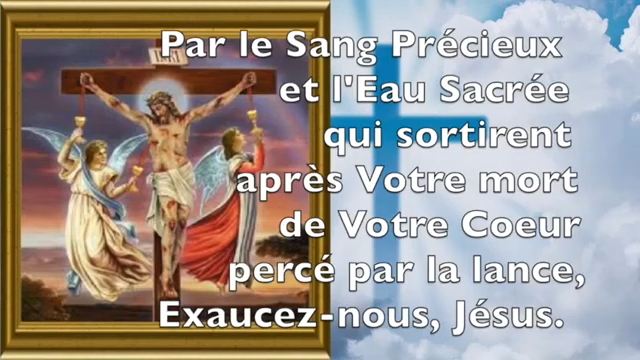 Par le Sang Précieux
et l'Eau Sacrée
qui sortirent
après Votre mort
de Votre Coeur
percé par la lance,
Exaucez-nous, Jésus.